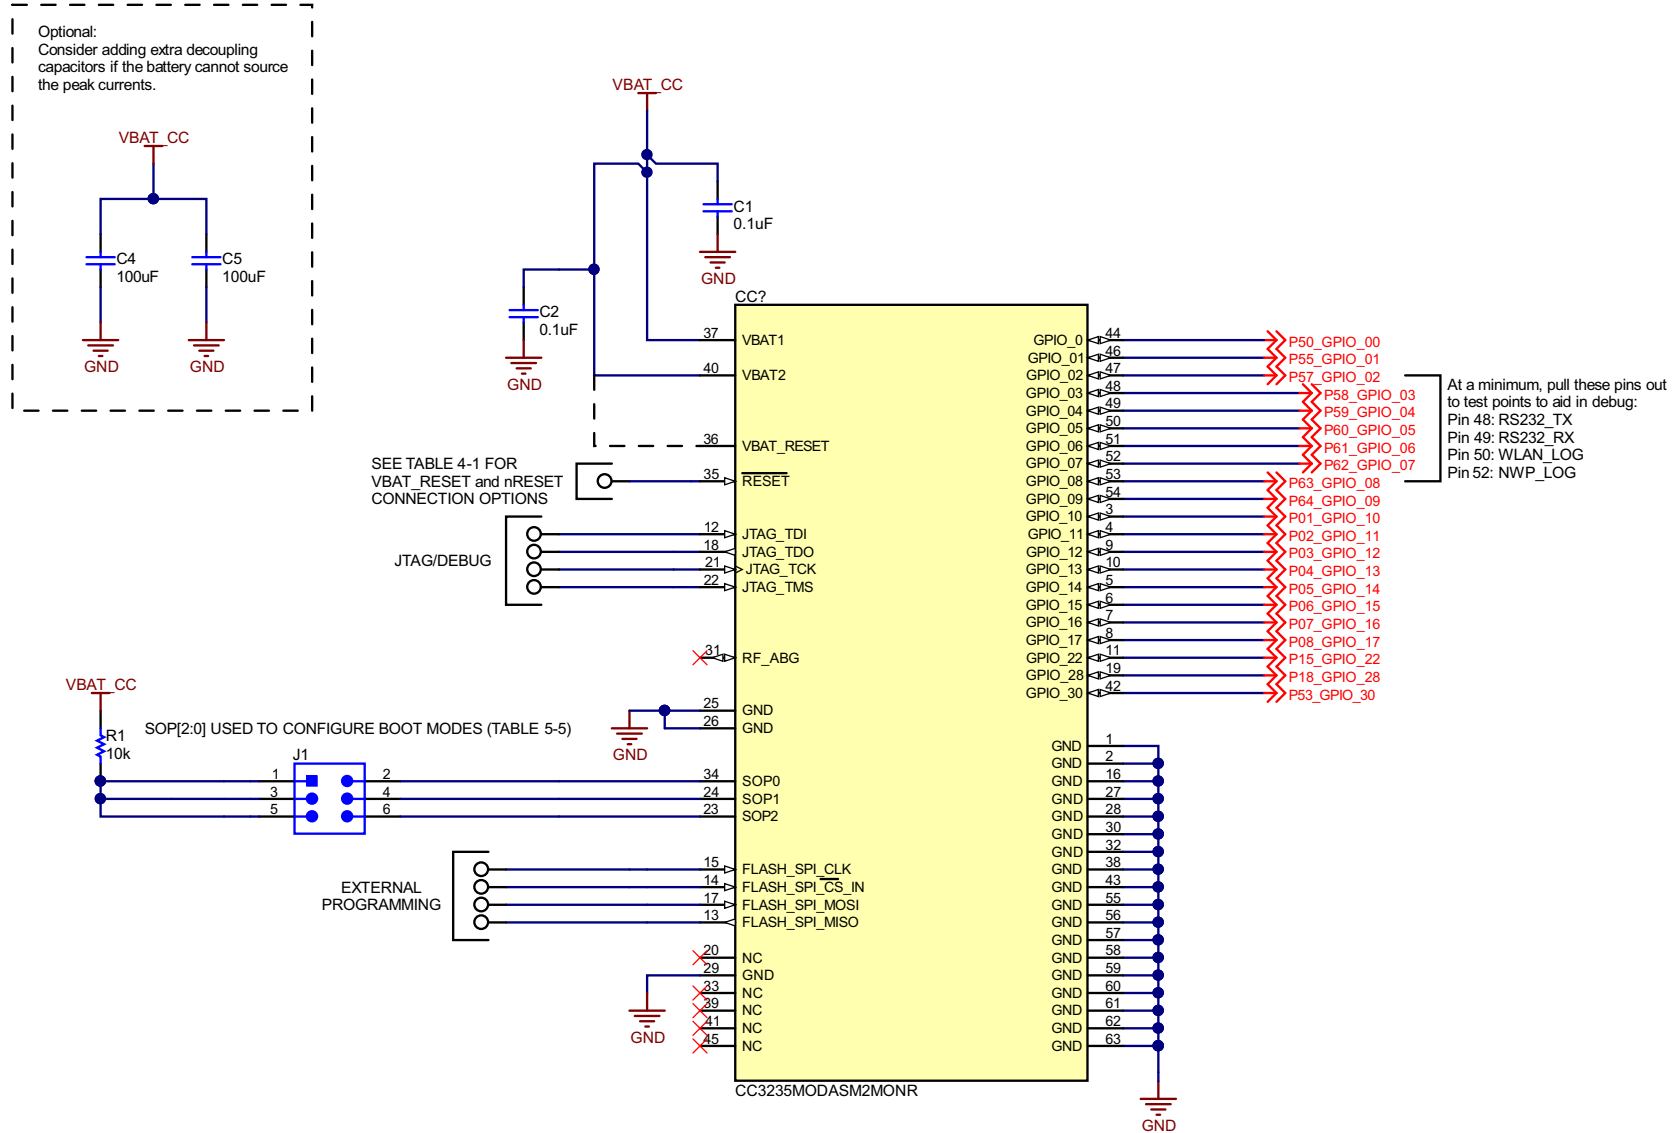 Optional:
Consider adding extra decoupling
capacitors if the battery cannot source
the peak currents.
VBAT_CC
C4
100uF
C5
100uF
GND
GND
VBAT_CC
C1
0.1uF
GND
C2
0.1uF
GND
CC?
37 VBAT1
40 VBAT2
36 VBAT_RESET
35 RESET
SEE TABLE 4-1 FOR
VBAT_RESET and nRESET
CONNECTION OPTIONS
JTAG/DEBUG
12 JTAG_TDI
18 JTAG_TDO
21 JTAG_TCK
22 JTAG_TMS
31 RF_ABG
25 GND
26 GND
GND
VBAT_CC
R1
10k
SOP[2:0] USED TO CONFIGURE BOOT MODES (TABLE 5-5)
J1
1 2
3 4
5 6
34 SOP0
24 SOP1
23 SOP2
EXTERNAL
PROGRAMMING
15 FLASH_SPI_CLK
14 FLASH_SPI_CS_IN
17 FLASH_SPI_MOSI
13 FLASH_SPI_MISO
20 NC
29 GND
33 NC
39 NC
41 NC
45 NC
GND
GPIO_0 44 P50_GPIO_00
GPIO_01 46 P55_GPIO_01
GPIO_02 47 P57_GPIO_02
GPIO_03 48 P58_GPIO_03
GPIO_04 49 P59_GPIO_04
GPIO_05 50 P60_GPIO_05
GPIO_06 51 P61_GPIO_06
GPIO_07 52 P62_GPIO_07
GPIO_08 53 P63_GPIO_08
GPIO_09 54 P64_GPIO_09
GPIO_10 3 P01_GPIO_10
GPIO_11 4 P02_GPIO_11
GPIO_12 9 P03_GPIO_12
GPIO_13 10 P04_GPIO_13
GPIO_14 5 P05_GPIO_14
GPIO_15 6 P06_GPIO_15
GPIO_16 7 P07_GPIO_16
GPIO_17 8 P08_GPIO_17
GPIO_22 11 P15_GPIO_22
GPIO_28 19 P18_GPIO_28
GPIO_30 42 P53_GPIO_30
At a minimum, pull these pins out
to test points to aid in debug:
Pin 48: RS232_TX
Pin 49: RS232_RX
Pin 50: WLAN_LOG
Pin 52: NWP_LOG
GND 1
GND 2
GND 16
GND 27
GND 28
GND 30
GND 32
GND 38
GND 43
GND 55
GND 56
GND 57
GND 58
GND 59
GND 60
GND 61
GND 62
GND 63
GND
CC3235MODASM2MONR